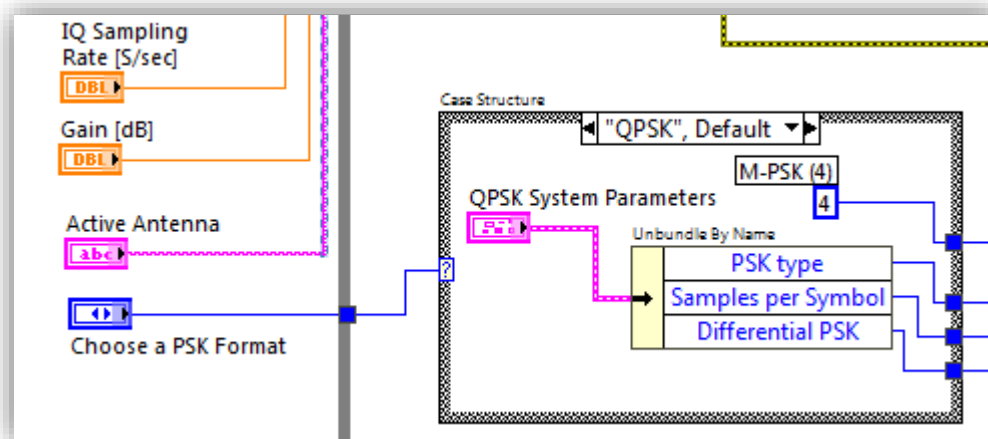 IQ Sampling
Rate [S/sec]
DBL
Gain [dB]
DBL
Active Antenna
abc
Choose a PSK Format
Case Structure
"QPSK", Default
M-PSK (4)
4
QPSK System Parameters
Unbundle By Name
PSK type
Samples per Symbol
Differential PSK
?